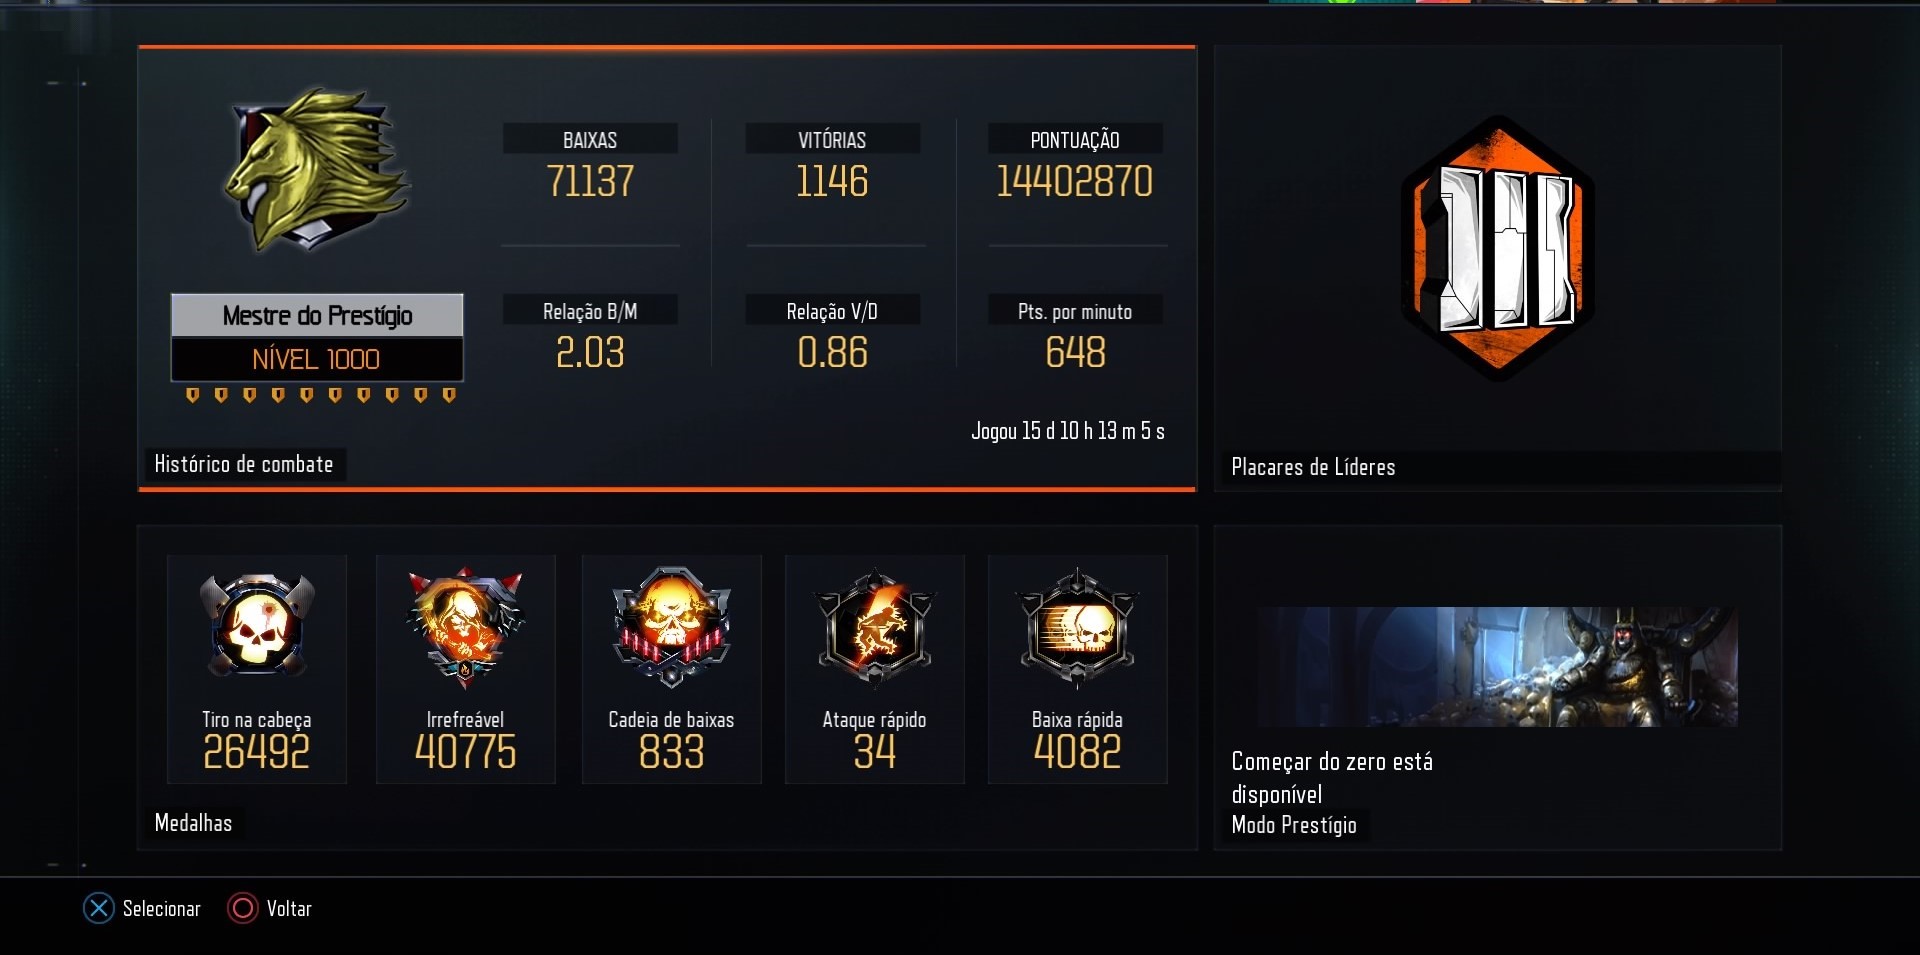 BAIXAS
71137
VITÓRIAS
1146
PONTUAÇÃO
14402870
Mestre do Prestígio
NÍVEL 1000
Relação B/M
2.03
Relação V/D
0.86
Pts. por minuto
648
Jogou 15 d 10 h 13 m 5 s
Histórico de combate
Placares de Líderes
Tiro na cabeça
26492
Irrefreável
40775
Cadeia de baixas
833
Ataque rápido
34
Baixa rápida
4082
Medalhas
Começar do zero está
disponível
Modo Prestígio
Selecionar
Voltar